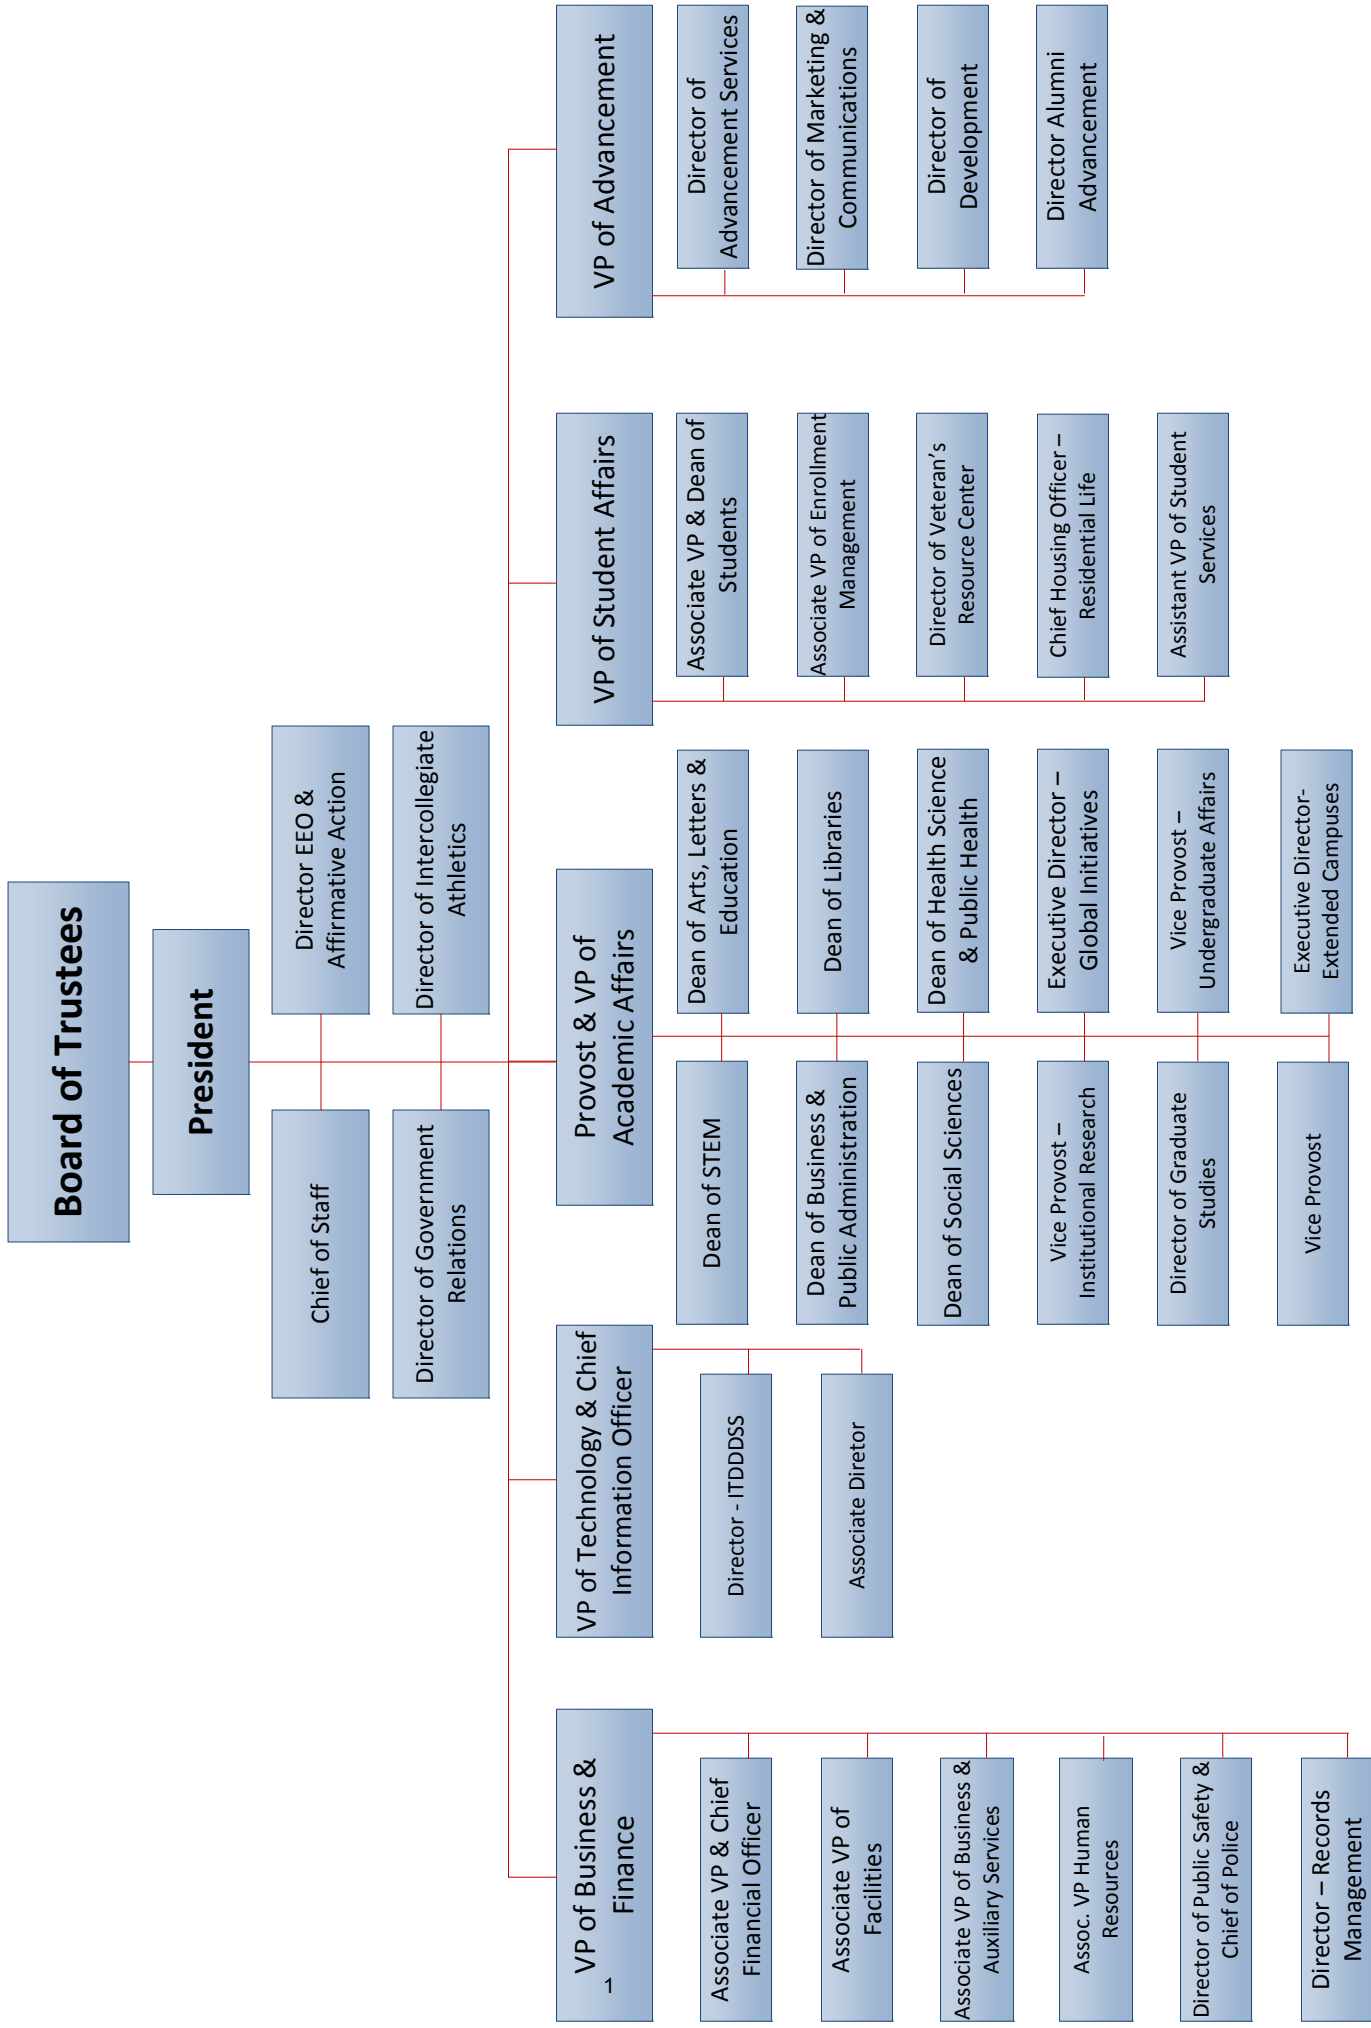 Board of Trustees
President
Chief of Staff
Director EEO &
Affirmative Action
Director of Government
Relations
Director of Intercollegiate
Athletics
VP of Business &
Finance
1
Associate VP & Chief
Financial Officer
Associate VP of
Facilities
Associate VP of Business &
Auxiliary Services
Assoc. VP Human
Resources
Director of Public Safety &
Chief of Police
Director – Records
Management
VP of Technology & Chief
Information Officer
Director - ITDDDSS
Associate Diretor
Provost & VP of
Academic Affairs
Dean of STEM
Dean of Arts, Letters &
Education
Dean of Business &
Public Administration
Dean of Libraries
Dean of Social Sciences
Dean of Health Science
& Public Health
Vice Provost –
Institutional Research
Executive Director –
Global Initiatives
Director of Graduate
Studies
Vice Provost –
Undergraduate Affairs
Vice Provost
Executive Director-
Extended Campuses
VP of Student Affairs
Associate VP & Dean of
Students
Associate VP of Enrollment
Management
Director of Veteran’s
Resource Center
Chief Housing Officer –
Residential Life
Assistant VP of Student
Services
VP of Advancement
Director of
Advancement Services
Director of Marketing &
Communications
Director of
Development
Director Alumni
Advancement